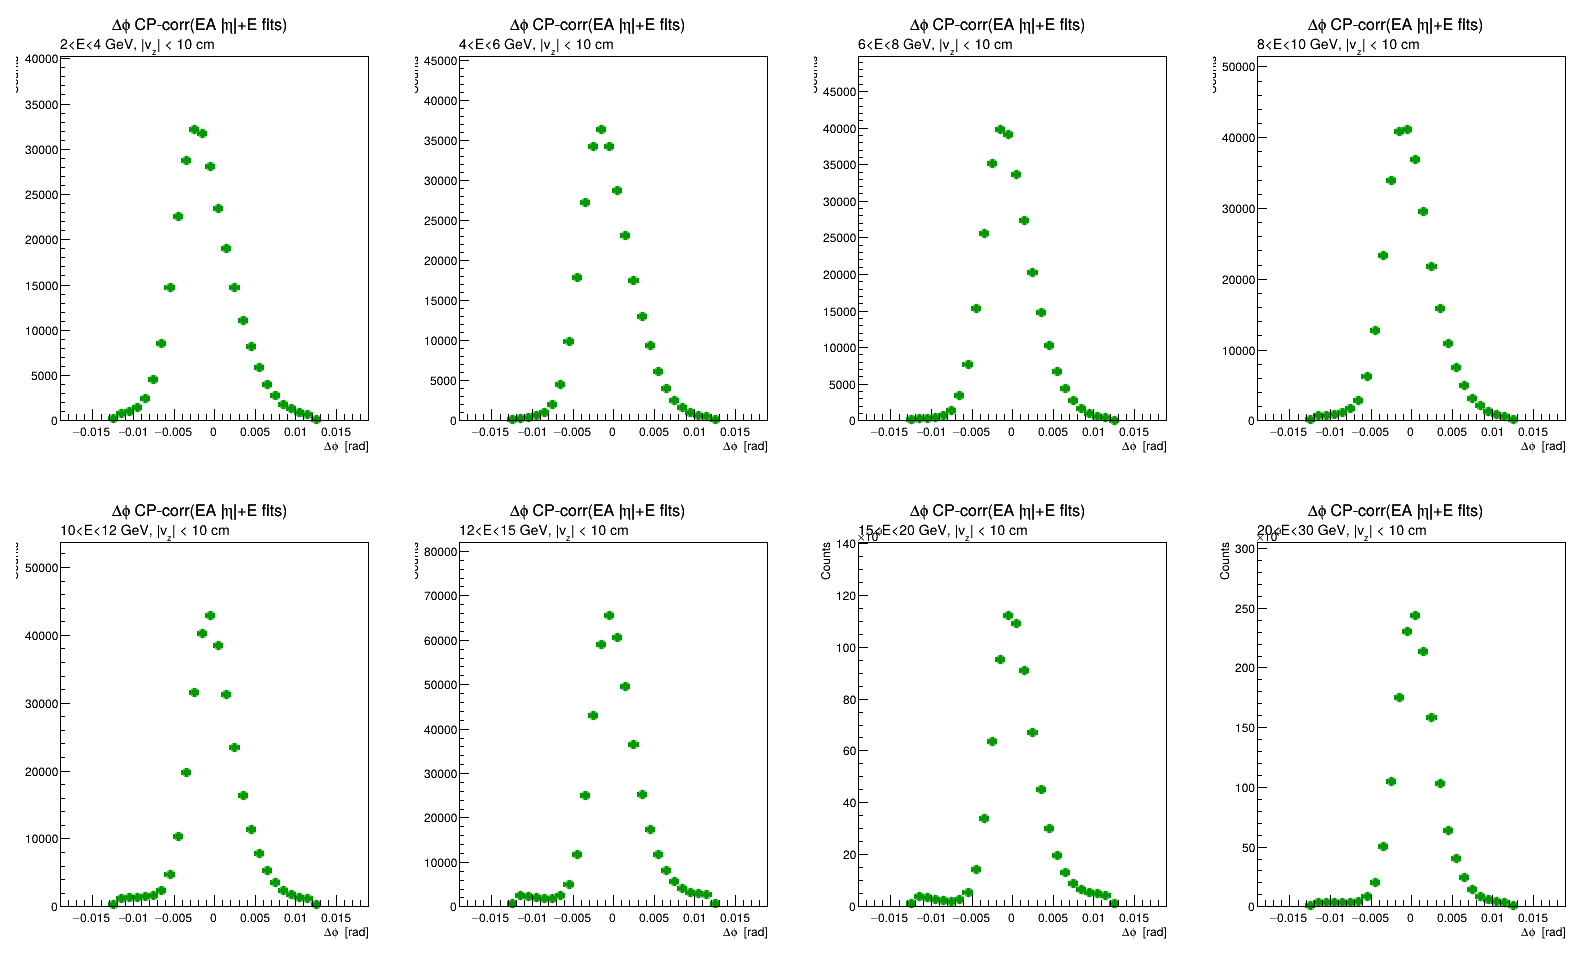 Δϕ CP-corr(EA |η|+E flts)
2<E<4 GeV, |v_z| < 10 cm
40000
35000
30000
25000
20000
15000
10000
5000
0
−0.015 −0.01 −0.005 0 0.005 0.01 0.015
Δϕ [rad]
Δϕ CP-corr(EA |η|+E flts)
4<E<6 GeV, |v_z| < 10 cm
45000
40000
35000
30000
25000
20000
15000
10000
5000
0
−0.015 −0.01 −0.005 0 0.005 0.01 0.015
Δϕ [rad]
Δϕ CP-corr(EA |η|+E flts)
6<E<8 GeV, |v_z| < 10 cm
45000
40000
35000
30000
25000
20000
15000
10000
5000
0
−0.015 −0.01 −0.005 0 0.005 0.01 0.015
Δϕ [rad]
Δϕ CP-corr(EA |η|+E flts)
8<E<10 GeV, |v_z| < 10 cm
50000
40000
30000
20000
10000
0
−0.015 −0.01 −0.005 0 0.005 0.01 0.015
Δϕ [rad]
Δϕ CP-corr(EA |η|+E flts)
10<E<12 GeV, |v_z| < 10 cm
50000
40000
30000
20000
10000
0
−0.015 −0.01 −0.005 0 0.005 0.01 0.015
Δϕ [rad]
Δϕ CP-corr(EA |η|+E flts)
12<E<15 GeV, |v_z| < 10 cm
80000
70000
60000
50000
40000
30000
20000
10000
0
−0.015 −0.01 −0.005 0 0.005 0.01 0.015
Δϕ [rad]
Δϕ CP-corr(EA |η|+E flts)
15<E<20 GeV, |v_z| < 10 cm
Counts
140
120
100
80
60
40
20
0
−0.015 −0.01 −0.005 0 0.005 0.01 0.015
Δϕ [rad]
Δϕ CP-corr(EA |η|+E flts)
20<E<30 GeV, |v_z| < 10 cm
Counts
300
250
200
150
100
50
0
−0.015 −0.01 −0.005 0 0.005 0.01 0.015
Δϕ [rad]